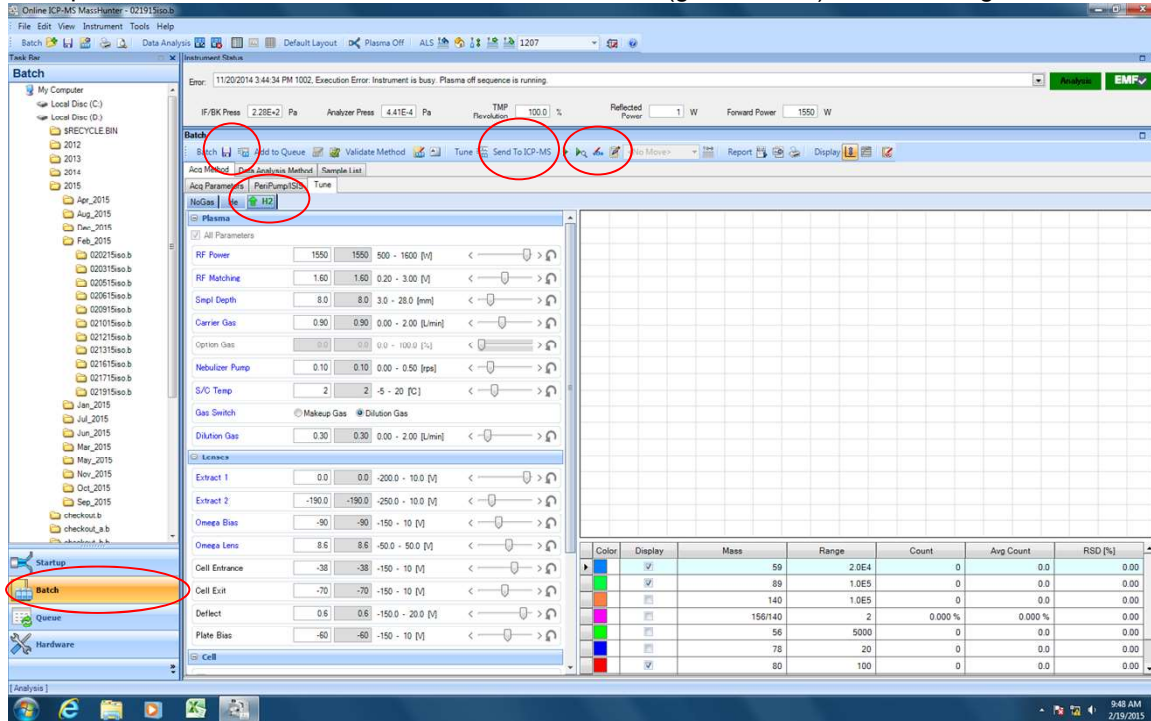 Online ICP-MS MassHunter - 021915iso.b
File Edit View Instrument Tools Help
Batch Data Analysis Default Layout Plasma Off ALS 1207
Task Bar
Instrument Status
Batch
Error: 11/20/2014 3:44:34 PM 1002, Execution Error: Instrument is busy. Plasma off sequence is running. Analysis EMF
IF/BK Press 2.28E+2 Pa Analyzer Press 4.41E-4 Pa TMP Revolution 100.0 % Reflected Power 1 W Forward Power 1550 W
My Computer
Local Disc (C:)
Local Disc (D:)
$RECYCLE.BIN
2012
2013
2014
2015
Apr_2015
Aug_2015
Dec_2015
Feb_2015
020215iso.b
020315iso.b
020515iso.b
020615iso.b
020915iso.b
021015iso.b
021215iso.b
021315iso.b
021615iso.b
021715iso.b
021915iso.b
Jan_2015
Jul_2015
Jun_2015
Mar_2015
May_2015
Nov_2015
Oct_2015
Sep_2015
checkout.b
checkout_a.b
Startup
Batch
Queue
Hardware
Batch
Batch Add to Queue Validate Method Tune Send To ICP-MS <No Move> Report Display
Acq Method Data Analysis Method Sample List
Acq Parameters PeriPump/ISIS Tune
NoGas He H2
Plasma
All Parameters
RF Power 1550 1550 500 - 1600 [W]
RF Matching 1.60 1.60 0.20 - 3.00 [V]
Smpl Depth 8.0 8.0 3.0 - 28.0 [mm]
Carrier Gas 0.90 0.90 0.00 - 2.00 [L/min]
Option Gas 0.0 0.0 0.0 - 100.0 [%]
Nebulizer Pump 0.10 0.10 0.00 - 0.50 [rps]
S/C Temp 2 2 -5 - 20 [°C]
Gas Switch Makeup Gas Dilution Gas
Dilution Gas 0.30 0.30 0.00 - 2.00 [L/min]
Lenses
Extract 1 0.0 0.0 -200.0 - 10.0 [V]
Extract 2 -190.0 -190.0 -250.0 - 10.0 [V]
Omega Bias -90 -90 -150 - 10 [V]
Omega Lens 8.6 8.6 -50.0 - 50.0 [V]
Cell Entrance -38 -38 -150 - 10 [V]
Cell Exit -70 -70 -150 - 10 [V]
Deflect 0.6 0.6 -150.0 - 20.0 [V]
Plate Bias -60 -60 -150 - 10 [V]
Cell
Color Display Mass Range Count Avg Count RSD [%]
59 2.0E4 0 0.0 0.00
89 1.0E5 0 0.0 0.00
140 1.0E5 0 0.0 0.00
156/140 2 0.000 % 0.000 % 0.00
56 5000 0 0.0 0.00
78 20 0 0.0 0.00
80 100 0 0.0 0.00
[Analysis]
9:48 AM
2/19/2015